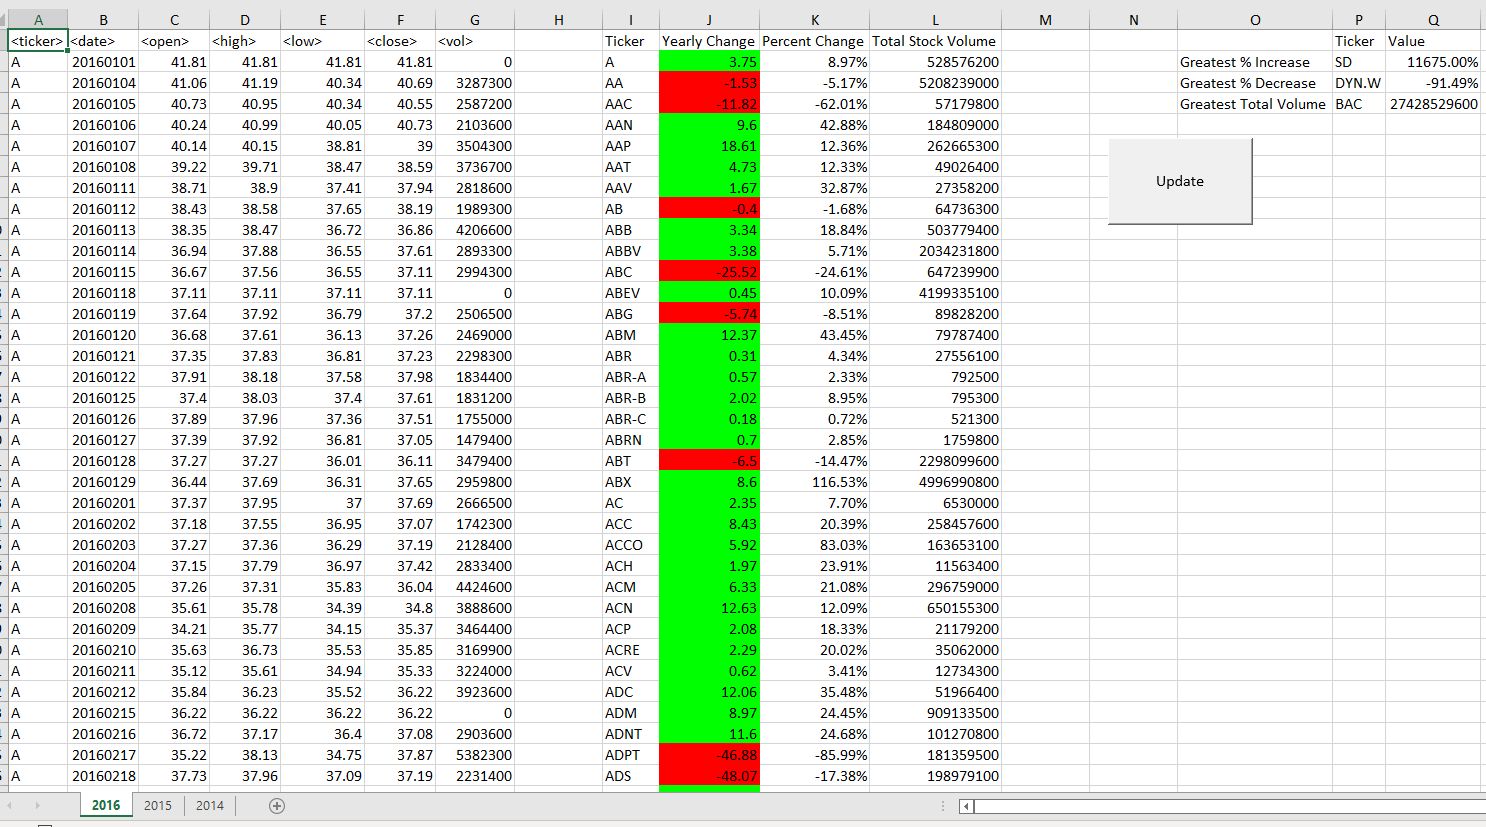 A B C D E F G H I J K L M N O P Q
<ticker> <date> <open> <high> <low> <close> <vol> Ticker Yearly Change Percent Change Total Stock Volume Ticker Value
A 20160101 41.81 41.81 41.81 41.81 0 A 3.75 8.97% 528576200 Greatest % Increase SD 11675.00%
A 20160104 41.06 41.19 40.34 40.69 3287300 AA -1.53 -5.17% 5208239000 Greatest % Decrease DYN.W -91.49%
A 20160105 40.73 40.95 40.34 40.55 2587200 AAC -11.82 -62.01% 57179800 Greatest Total Volume BAC 27428529600
A 20160106 40.24 40.99 40.05 40.73 2103600 AAN 9.6 42.88% 184809000
A 20160107 40.14 40.15 38.81 39 3504300 AAP 18.61 12.36% 262665300
A 20160108 39.22 39.71 38.47 38.59 3736700 AAT 4.73 12.33% 49026400
A 20160111 38.71 38.9 37.41 37.94 2818600 AAV 1.67 32.87% 27358200 Update
A 20160112 38.43 38.58 37.65 38.19 1989300 AB -0.4 -1.68% 64736300
A 20160113 38.35 38.47 36.72 36.86 4206600 ABB 3.34 18.84% 503779400
A 20160114 36.94 37.88 36.55 37.61 2893300 ABBV 3.38 5.71% 2034231800
A 20160115 36.67 37.56 36.55 37.11 2994300 ABC -25.52 -24.61% 647239900
A 20160118 37.11 37.11 37.11 37.11 0 ABEV 0.45 10.09% 4199335100
A 20160119 37.64 37.92 36.79 37.2 2506500 ABG -5.74 -8.51% 89828200
A 20160120 36.68 37.61 36.13 37.26 2469000 ABM 12.37 43.45% 79787400
A 20160121 37.35 37.83 36.81 37.23 2298300 ABR 0.31 4.34% 27556100
A 20160122 37.91 38.18 37.58 37.98 1834400 ABR-A 0.57 2.33% 792500
A 20160125 37.4 38.03 37.4 37.61 1831200 ABR-B 2.02 8.95% 795300
A 20160126 37.89 37.96 37.36 37.51 1755000 ABR-C 0.18 0.72% 521300
A 20160127 37.39 37.92 36.81 37.05 1479400 ABRN 0.7 2.85% 1759800
A 20160128 37.27 37.27 36.01 36.11 3479400 ABT -6.5 -14.47% 2298099600
A 20160129 36.44 37.69 36.31 37.65 2959800 ABX 8.6 116.53% 4996990800
A 20160201 37.37 37.95 37 37.69 2666500 AC 2.35 7.70% 6530000
A 20160202 37.18 37.55 36.95 37.07 1742300 ACC 8.43 20.39% 258457600
A 20160203 37.27 37.36 36.29 37.19 2128400 ACCO 5.92 83.03% 163653100
A 20160204 37.15 37.79 36.97 37.42 2833400 ACH 1.97 23.91% 11563400
A 20160205 37.26 37.31 35.83 36.04 4424600 ACM 6.33 21.08% 296759000
A 20160208 35.61 35.78 34.39 34.8 3888600 ACN 12.63 12.09% 650155300
A 20160209 34.21 35.77 34.15 35.37 3464400 ACP 2.08 18.33% 21179200
A 20160210 35.63 36.73 35.53 35.85 3169900 ACRE 2.29 20.02% 35062000
A 20160211 35.12 35.61 34.94 35.33 3224000 ACV 0.62 3.41% 12734300
A 20160212 35.84 36.23 35.52 36.22 3923600 ADC 12.06 35.48% 51966400
A 20160215 36.22 36.22 36.22 36.22 0 ADM 8.97 24.45% 909133500
A 20160216 36.72 37.17 36.4 37.08 2903600 ADNT 11.6 24.68% 101270800
A 20160217 35.22 38.13 34.75 37.87 5382300 ADPT -46.88 -85.99% 181359500
A 20160218 37.73 37.96 37.09 37.19 2231400 ADS -48.07 -17.38% 198979100
2016 2015 2014